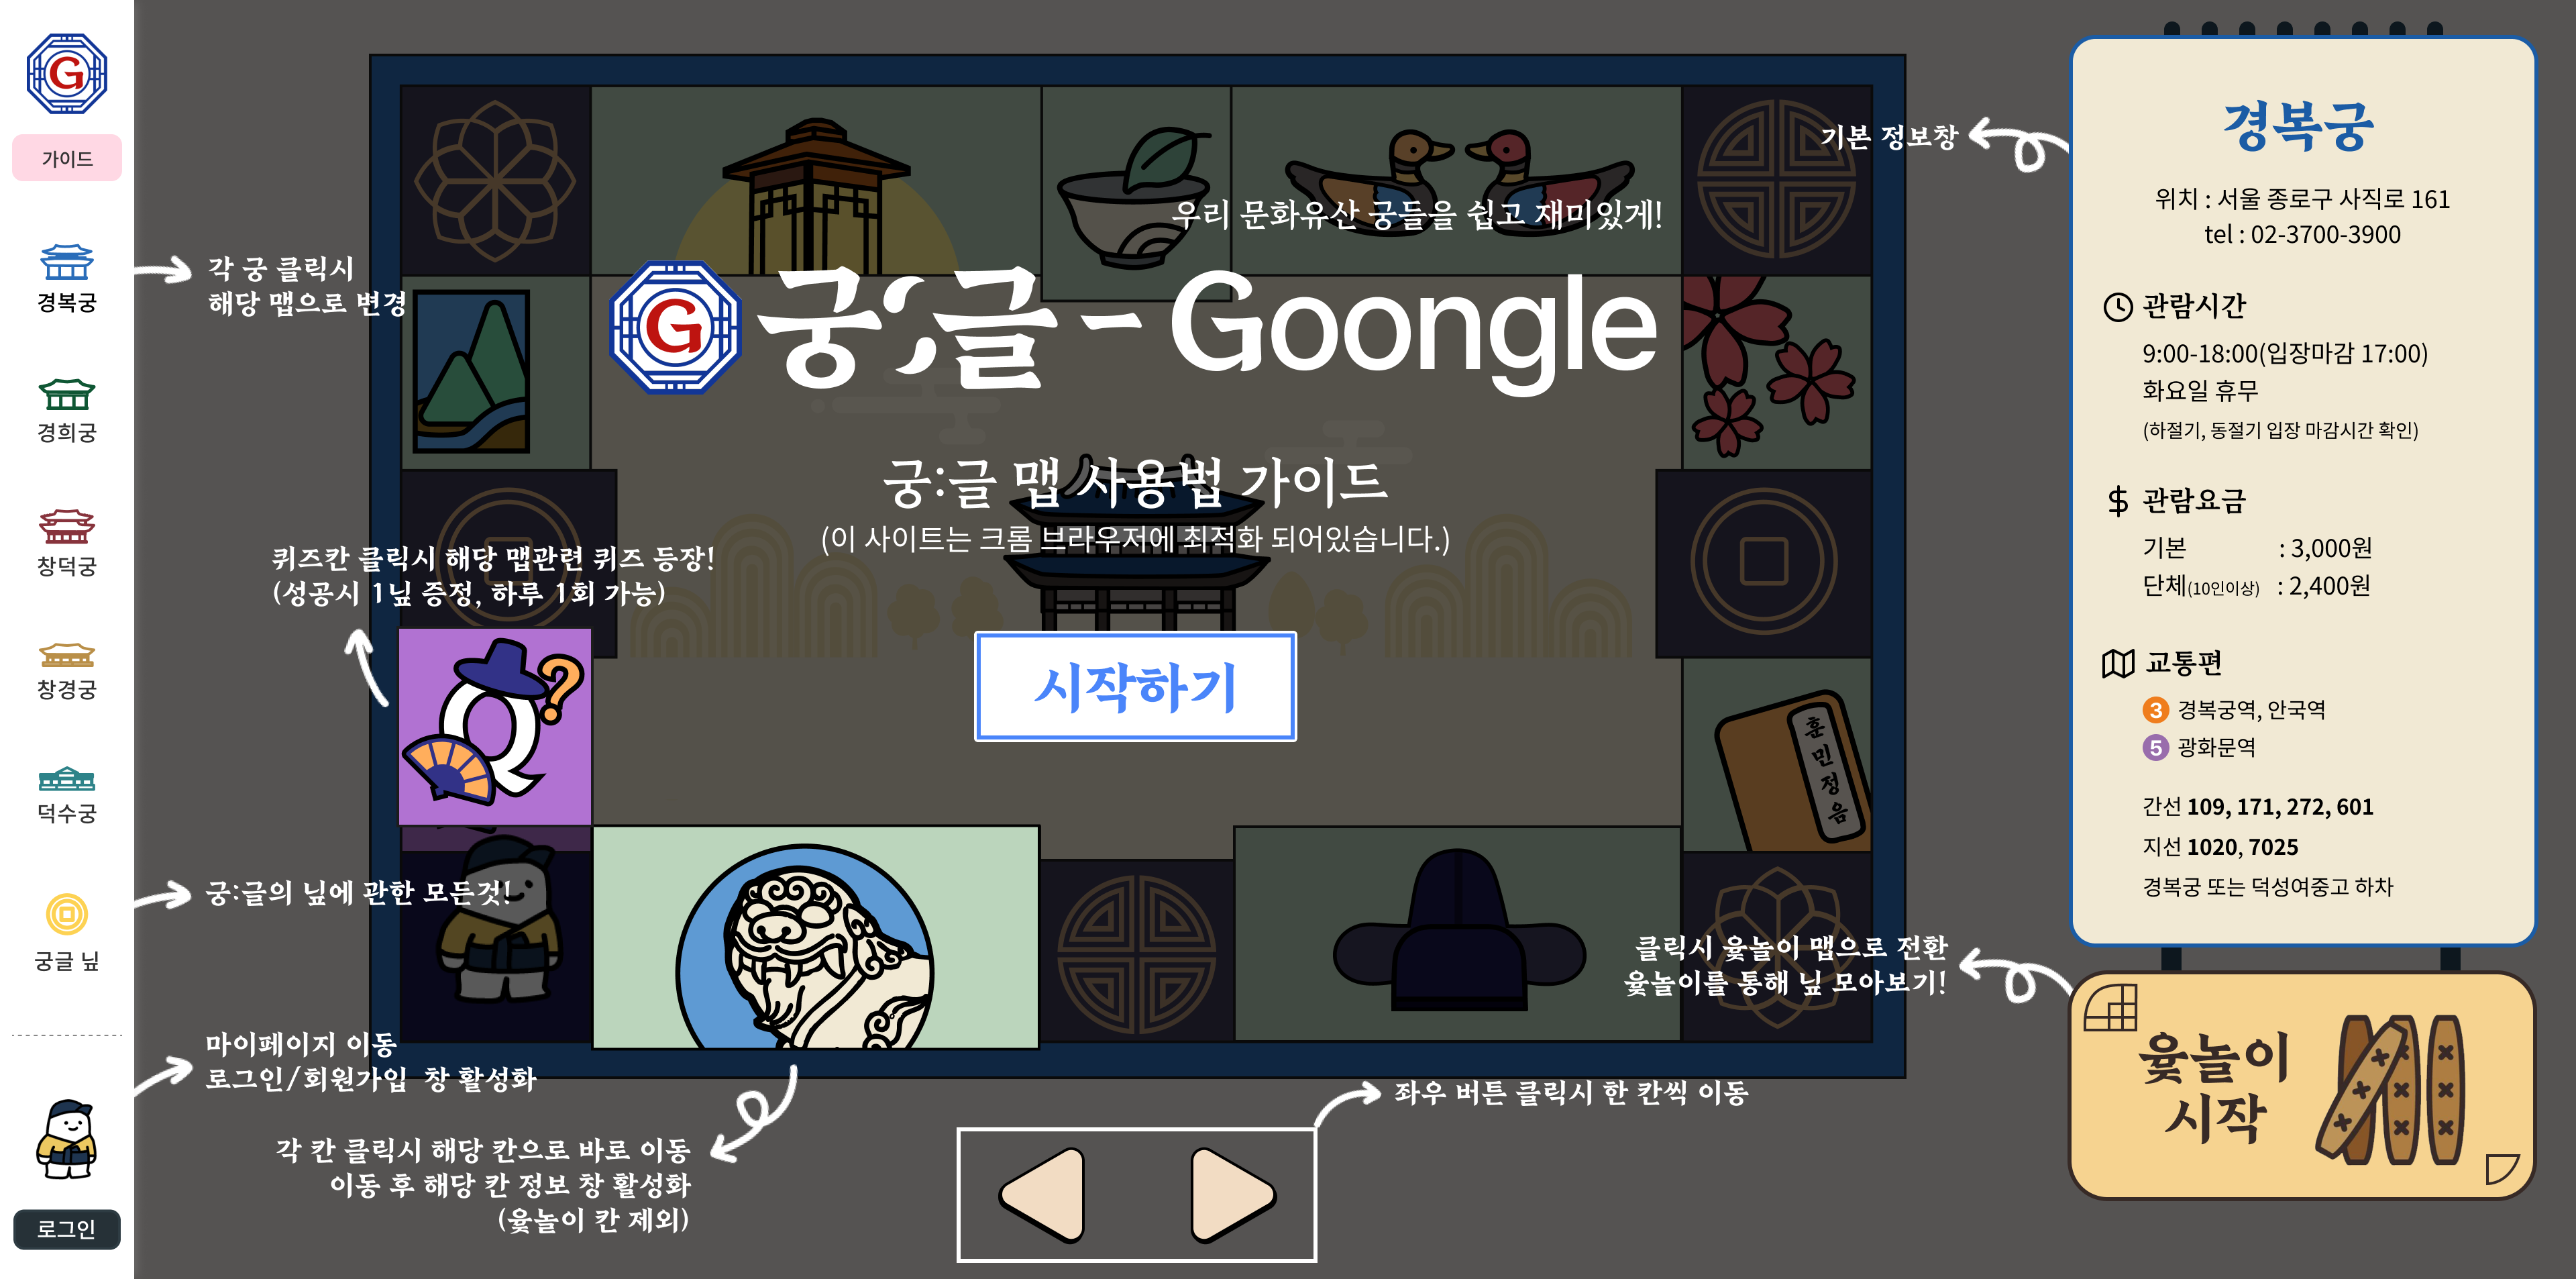 G
가이드
경복궁
경희궁
창덕궁
창경궁
덕수궁
궁글 닢
로그인
각 궁 클릭시
해당 맵으로 변경
퀴즈칸 클릭시 해당 맵관련 퀴즈 등장!
(성공시 1닢 증정, 하루 1회 가능)
Q?
궁:글의 닢에 관한 모든것!
마이페이지 이동
로그인/회원가입 창 활성화
각 칸 클릭시 해당 칸으로 바로 이동
이동 후 해당 칸 정보 창 활성화
(윷놀이 칸 제외)
우리 문화유산 궁들을 쉽고 재미있게!
G 궁:글 - Goongle
궁:글 맵 사용법 가이드
(이 사이트는 크롬 브라우저에 최적화 되어있습니다.)
시작하기
훈민정음
좌우 버튼 클릭시 한 칸씩 이동
기본 정보창
클릭시 윷놀이 맵으로 전환
윷놀이를 통해 닢 모아보기!
경복궁
위치 : 서울 종로구 사직로 161
tel : 02-3700-3900
관람시간
9:00-18:00(입장마감 17:00)
화요일 휴무
(하절기, 동절기 입장 마감시간 확인)
$ 관람요금
기본 : 3,000원
단체(10인이상) : 2,400원
교통편
3 경복궁역, 안국역
5 광화문역
간선 109, 171, 272, 601
지선 1020, 7025
경복궁 또는 덕성여중고 하차
윷놀이
시작